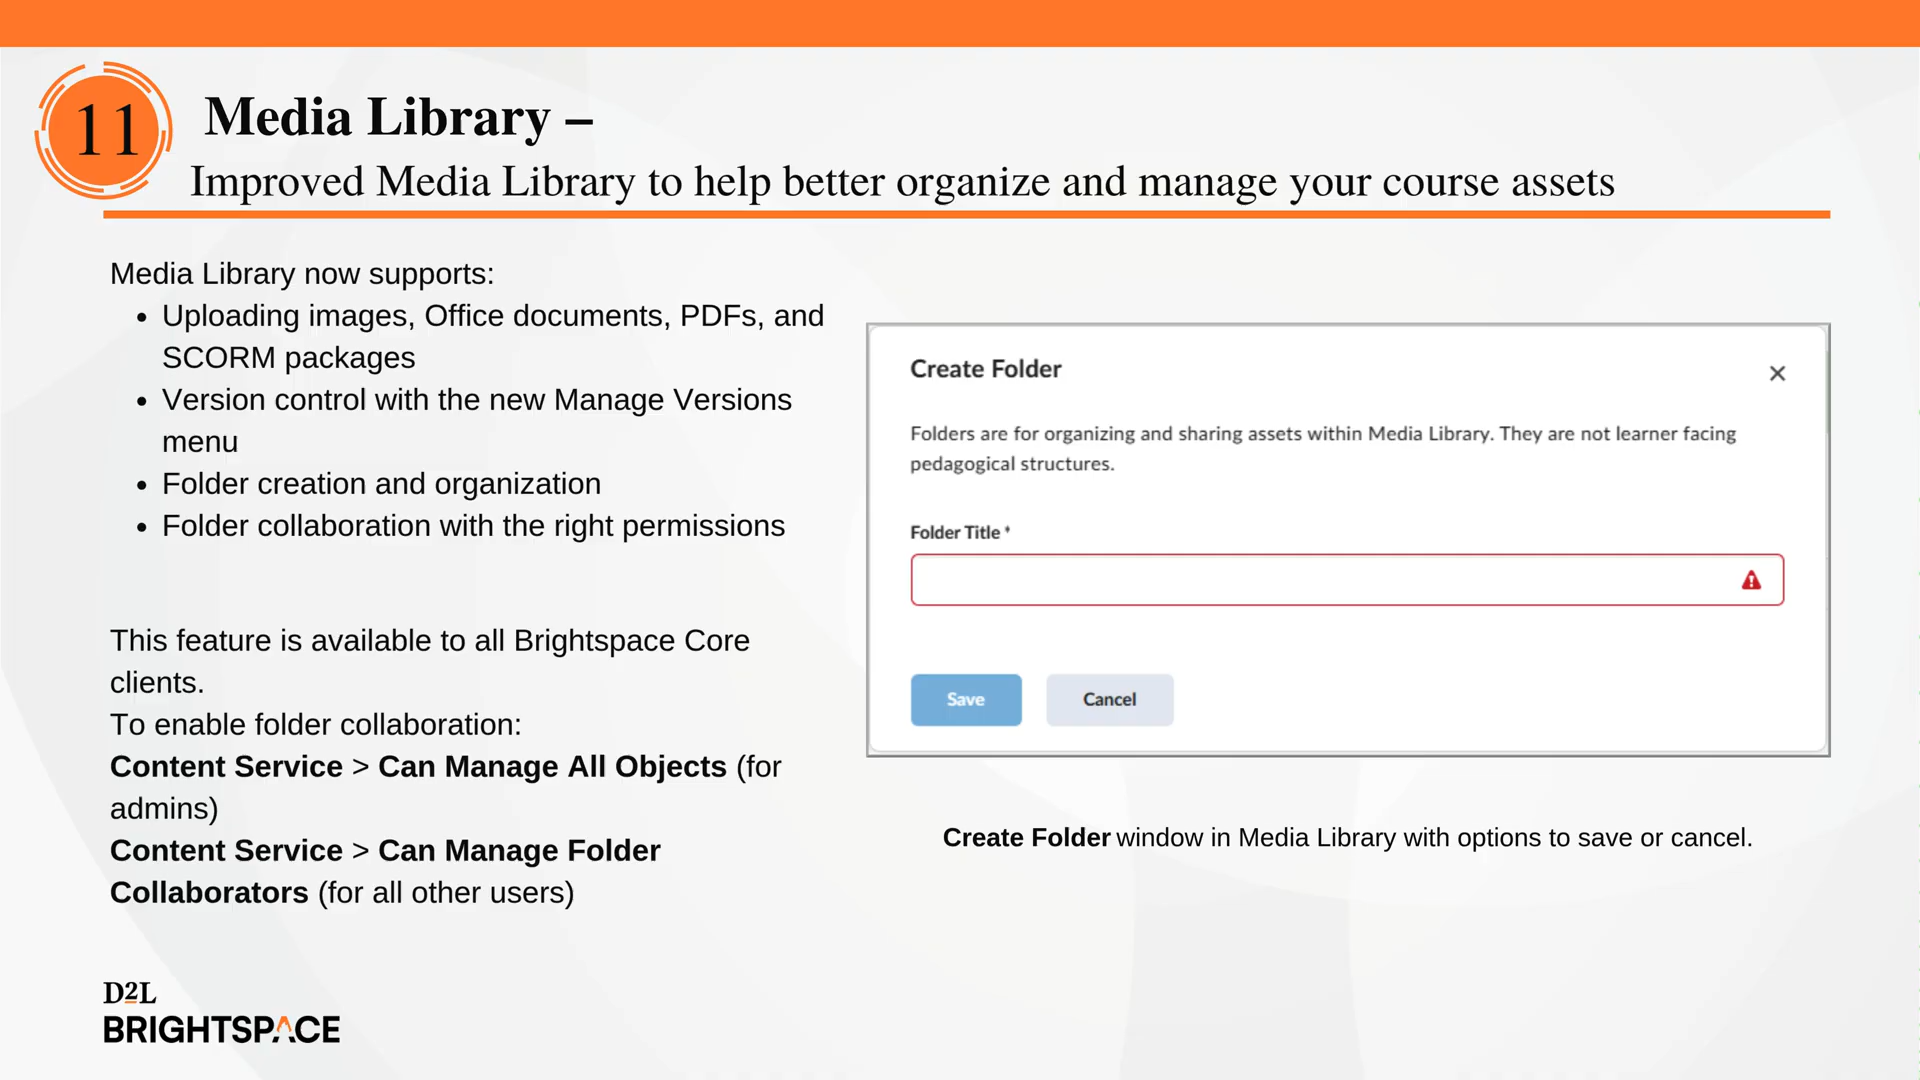 11
Media Library –
Improved Media Library to help better organize and manage your course assets
Media Library now supports:
• Uploading images, Office documents, PDFs, and
SCORM packages
• Version control with the new Manage Versions
menu
• Folder creation and organization
• Folder collaboration with the right permissions
This feature is available to all Brightspace Core
clients.
To enable folder collaboration:
Content Service > Can Manage All Objects (for
admins)
Content Service > Can Manage Folder
Collaborators (for all other users)
Create Folder
Folders are for organizing and sharing assets within Media Library. They are not learner facing
pedagogical structures.
Folder Title *
Save Cancel
Create Folder window in Media Library with options to save or cancel.
D2L
BRIGHTSPACE